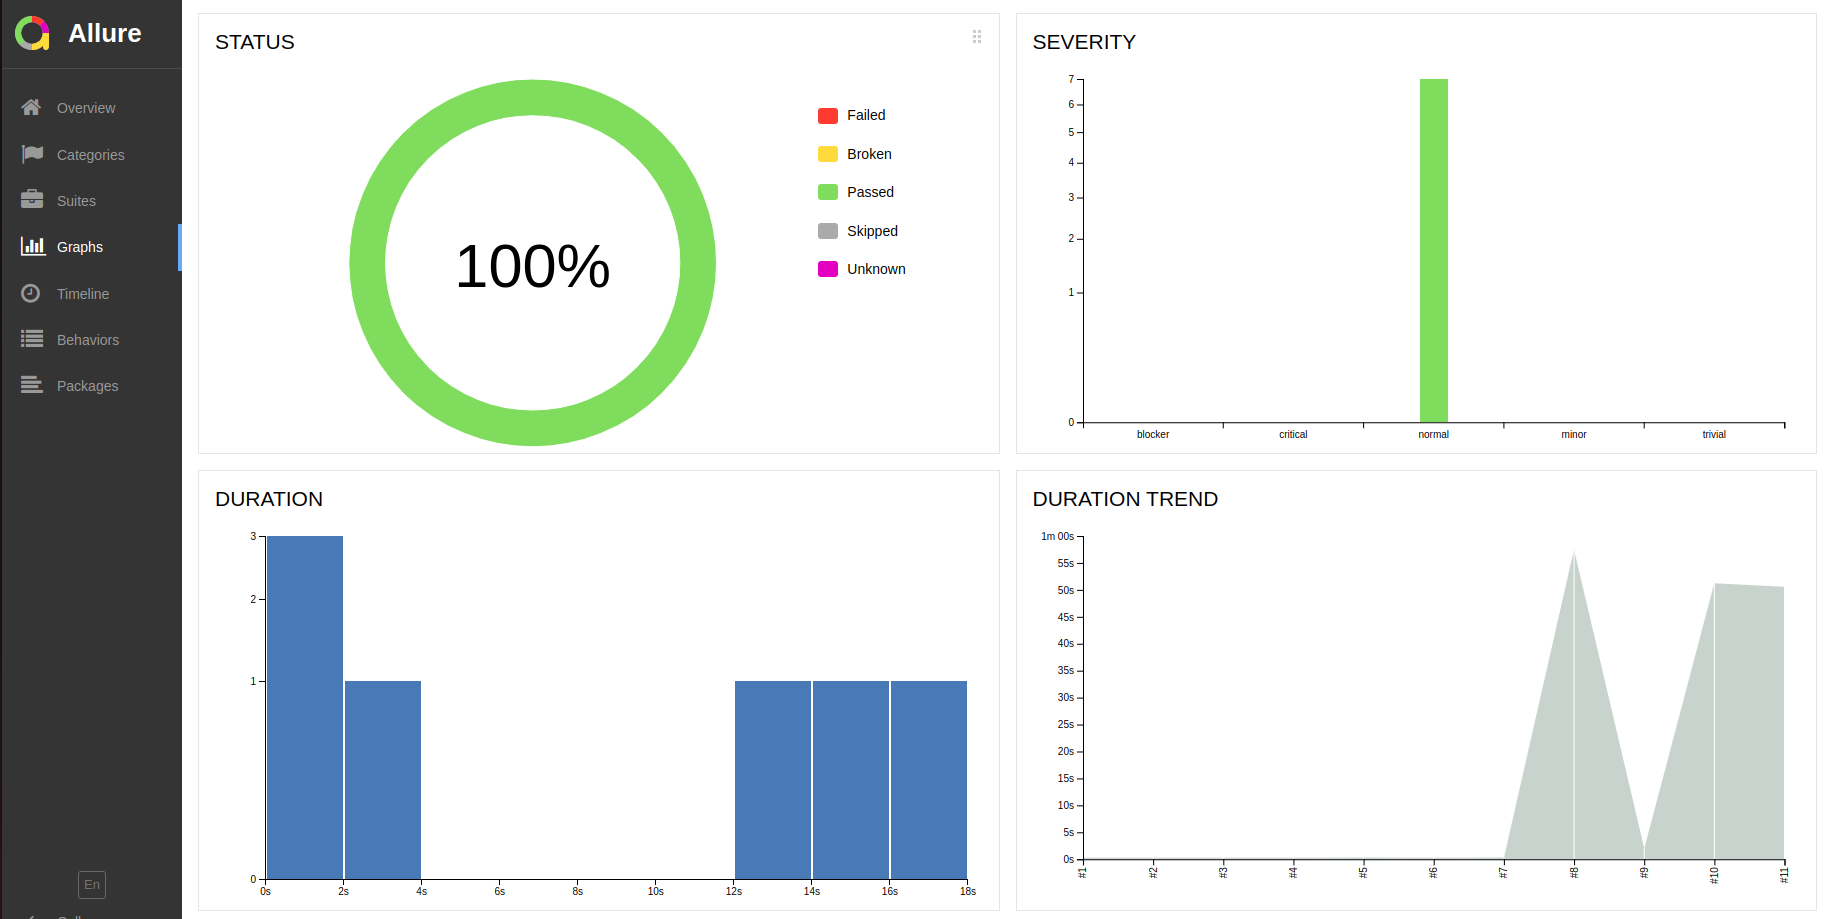 Allure
Overview
Categories
Suites
Graphs
Timeline
Behaviors
Packages
En
STATUS
100%
Failed
Broken
Passed
Skipped
Unknown
SEVERITY
7
6
5
4
3
2
1
0
blocker critical normal minor trivial
DURATION
3
2
1
0
0s 2s 4s 6s 8s 10s 12s 14s 16s 18s
DURATION TREND
1m 00s
55s
50s
45s
40s
35s
30s
25s
20s
15s
10s
5s
0s
#1 #2 #3 #4 #5 #6 #7 #8 #9 #10 #11